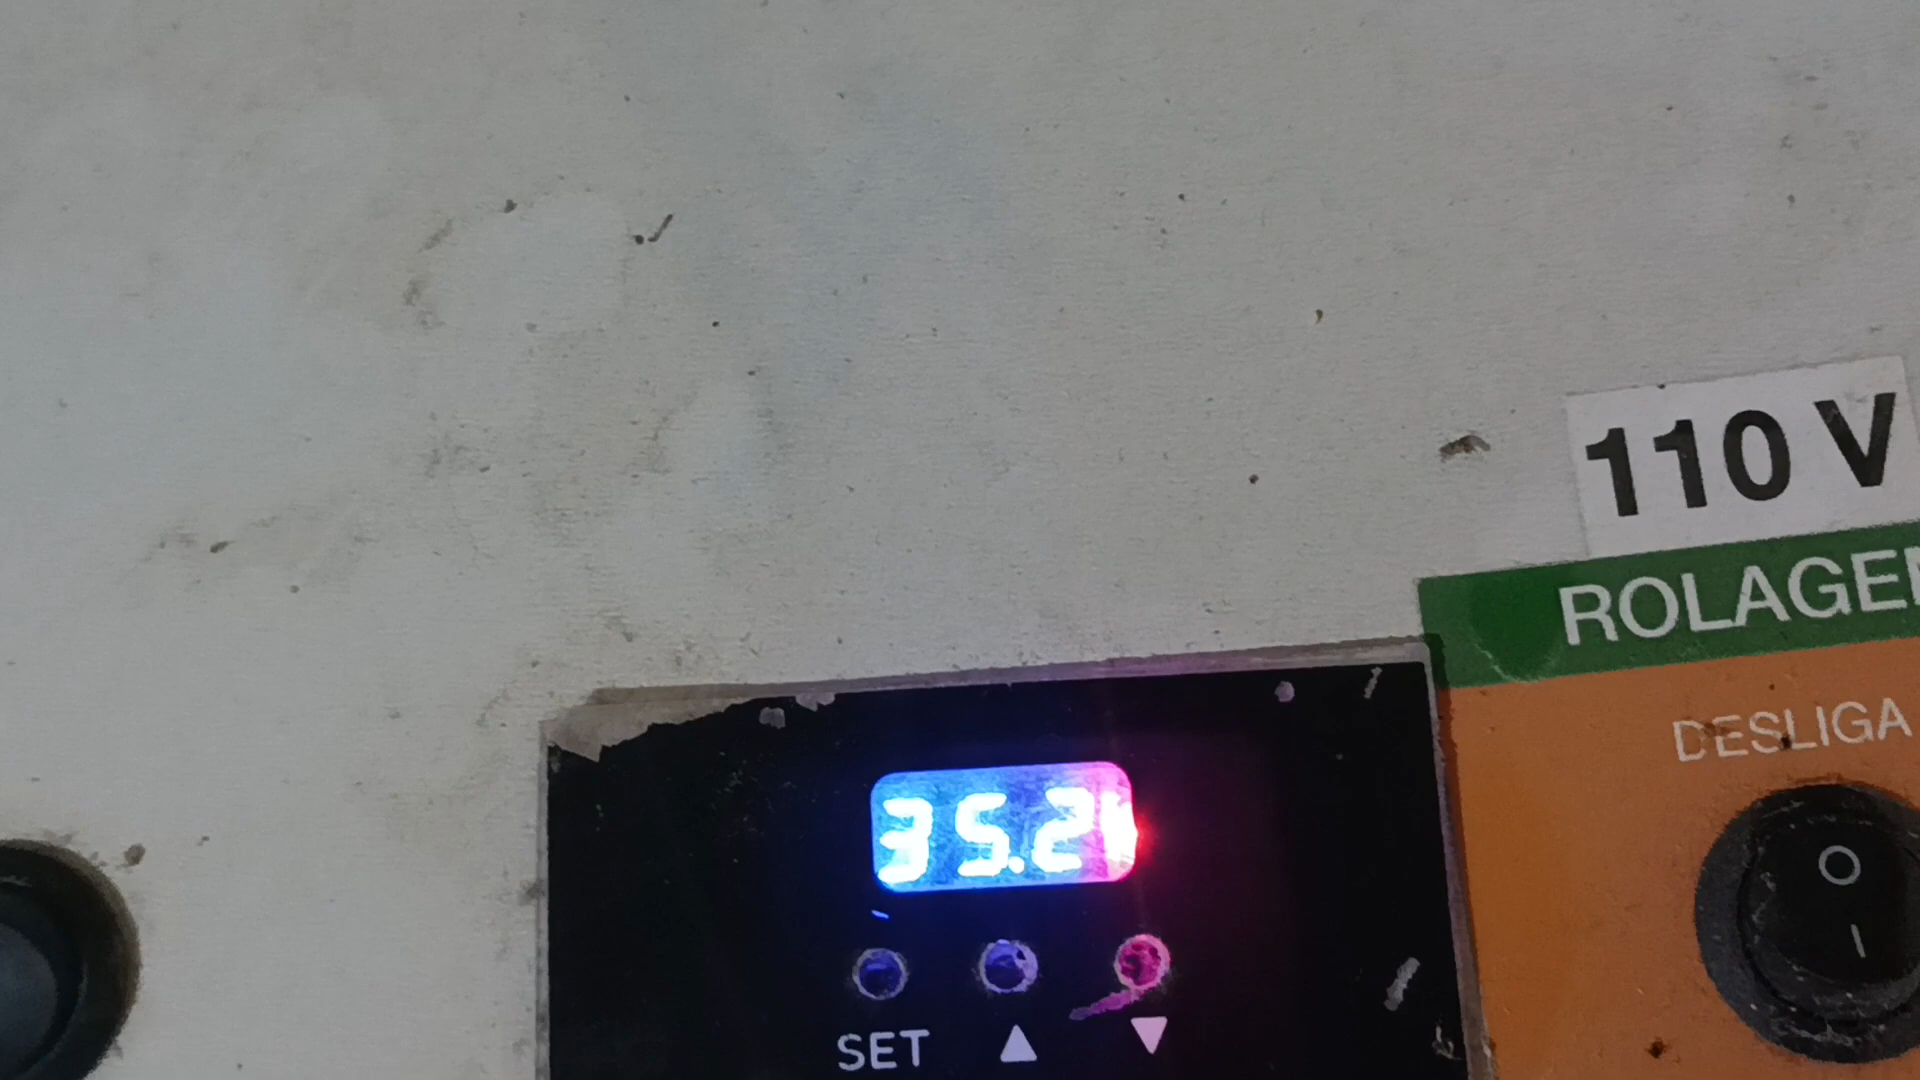 110 V
ROLAGE
DESLIGA
35.2
SET